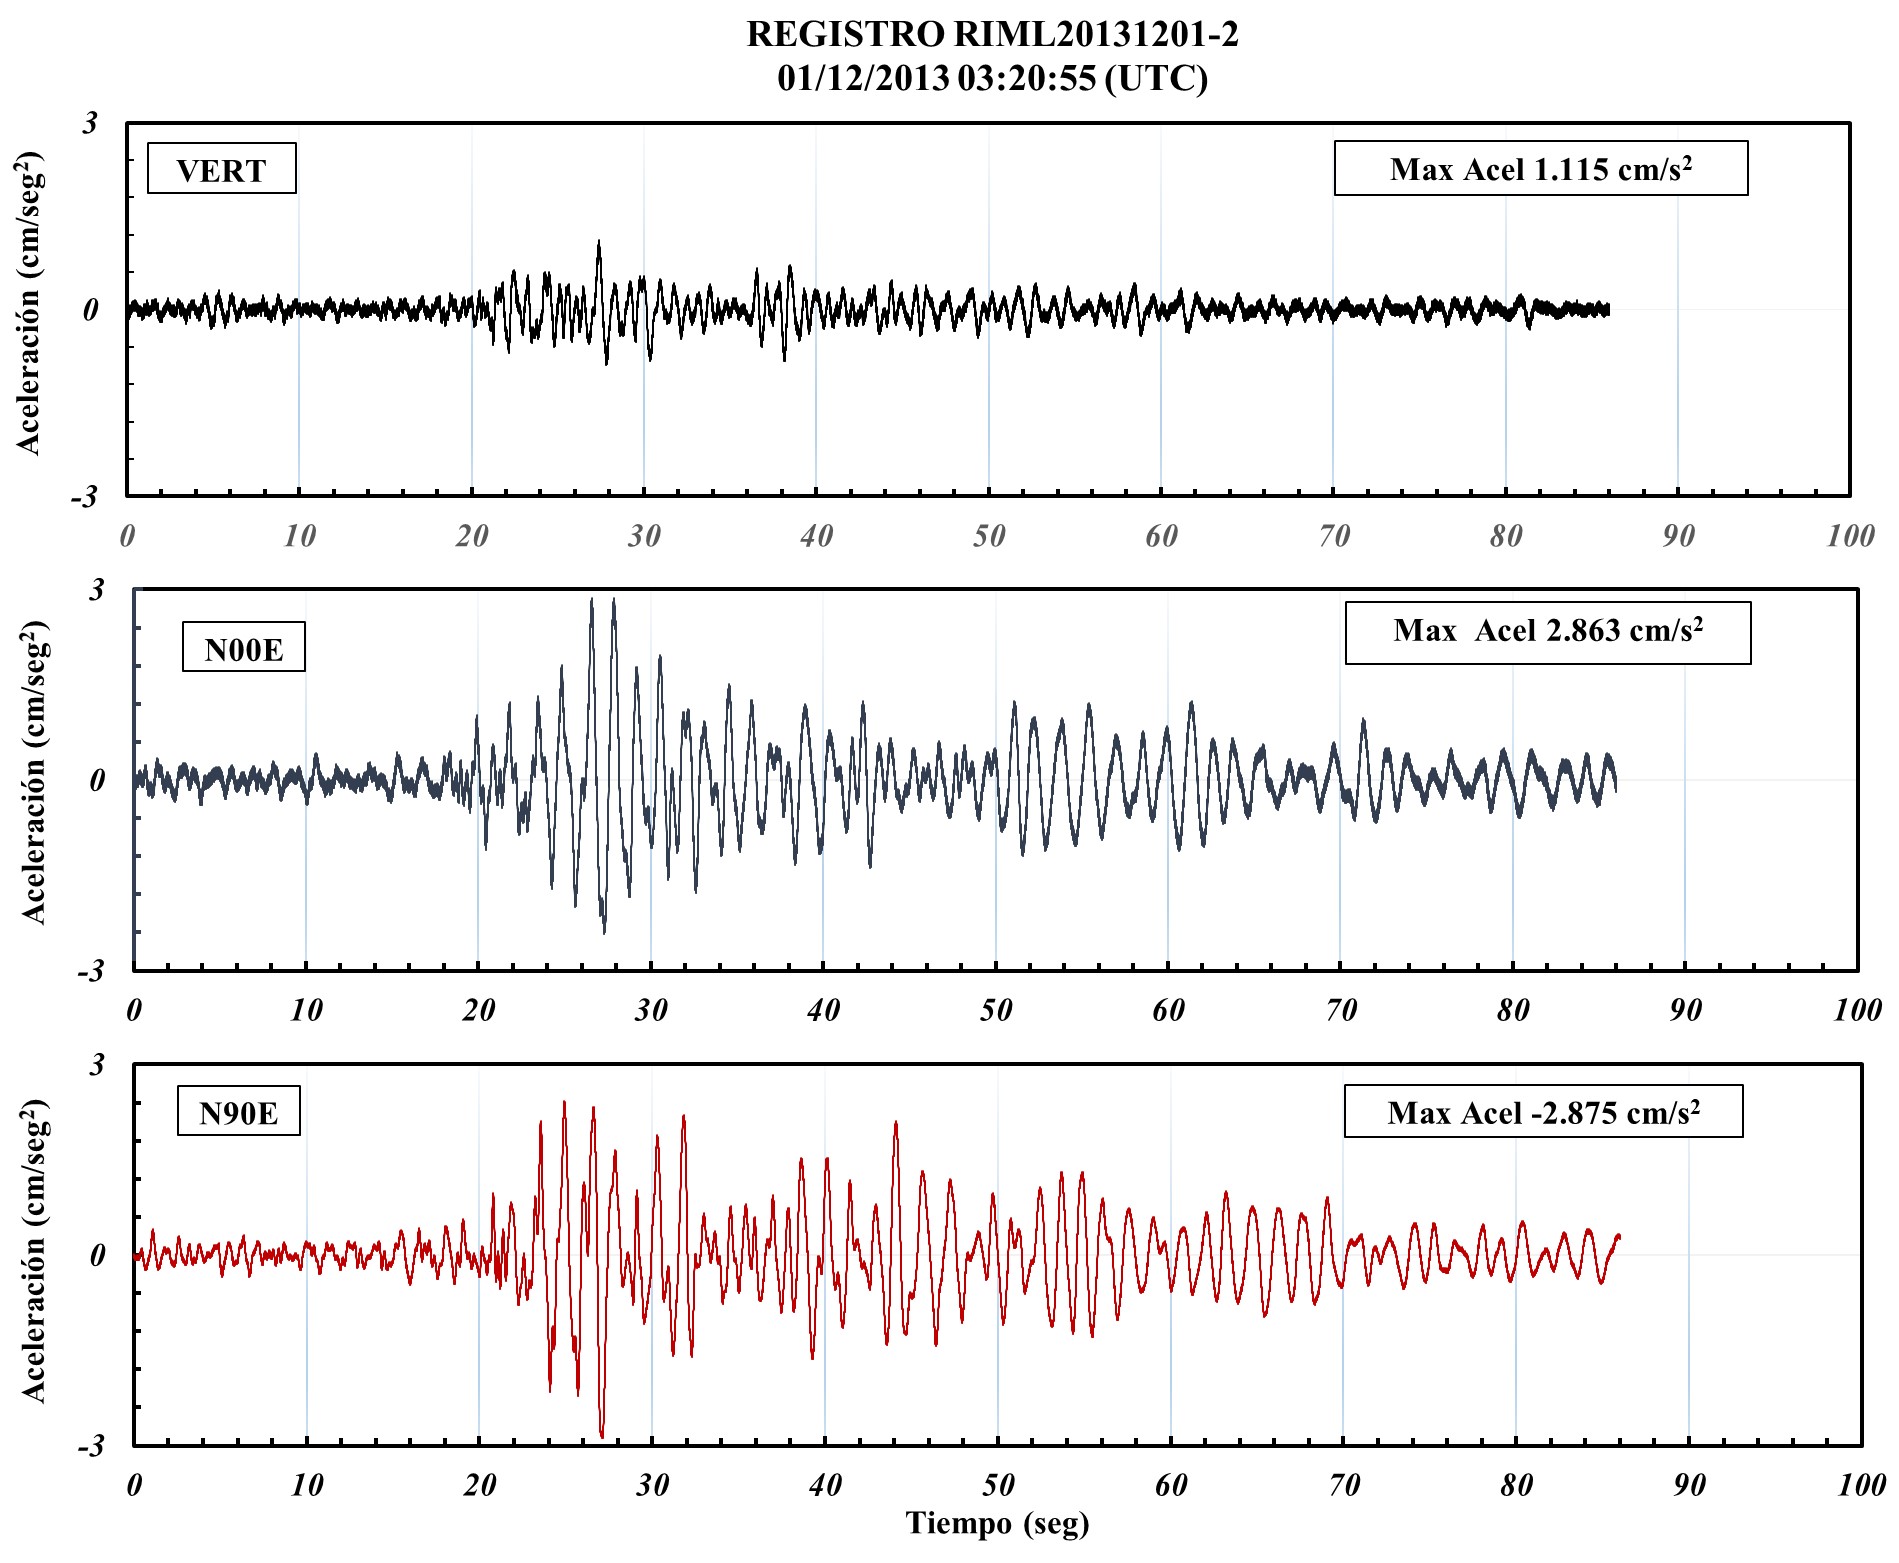 REGISTRO RIML20131201-2
01/12/2013 03:20:55 (UTC)
Aceleración (cm/seg²)
3
0
-3
VERT
Max Acel 1.115 cm/s²
0 10 20 30 40 50 60 70 80 90 100
Aceleración (cm/seg²)
3
0
-3
N00E
Max Acel 2.863 cm/s²
0 10 20 30 40 50 60 70 80 90 100
Aceleración (cm/seg²)
3
0
-3
N90E
Max Acel -2.875 cm/s²
0 10 20 30 40 50 60 70 80 90 100
Tiempo (seg)